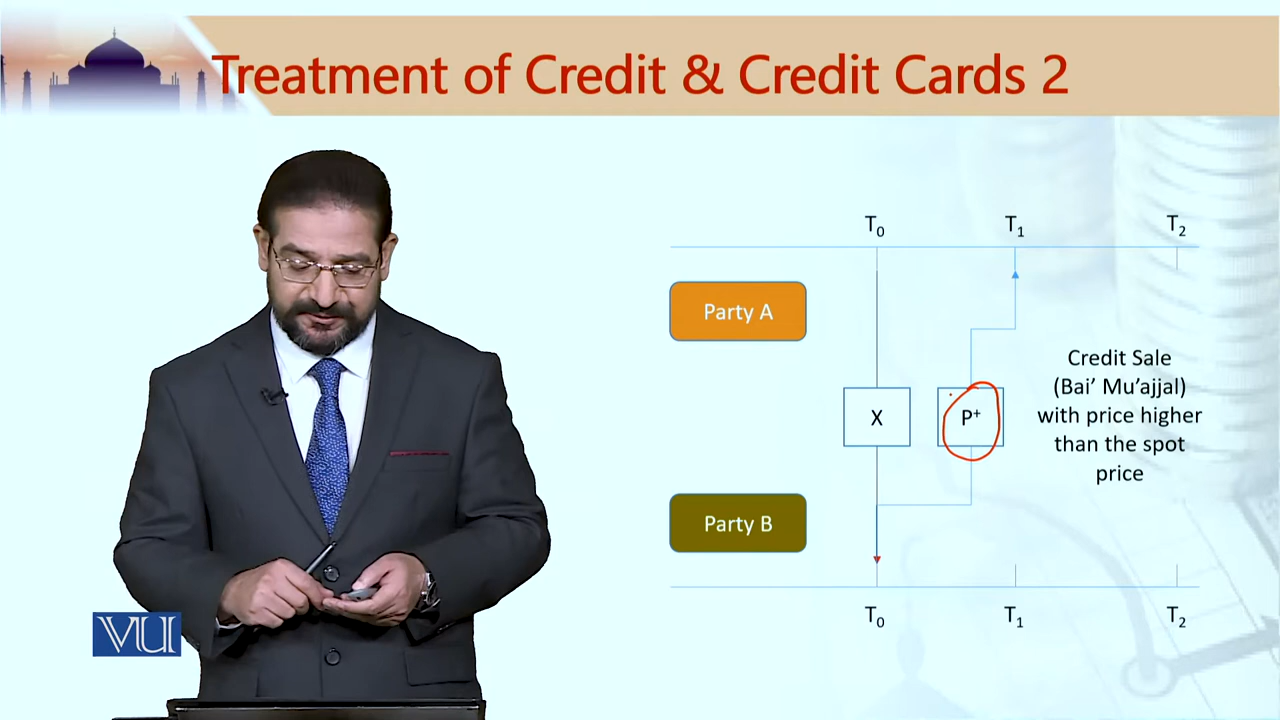 Treatment of Credit & Credit Cards 2
T₀ T₁ T₂
Party A
X
P⁺
Credit Sale
(Bai’ Mu’ajjal)
with price higher
than the spot
price
Party B
T₀ T₁ T₂
VU